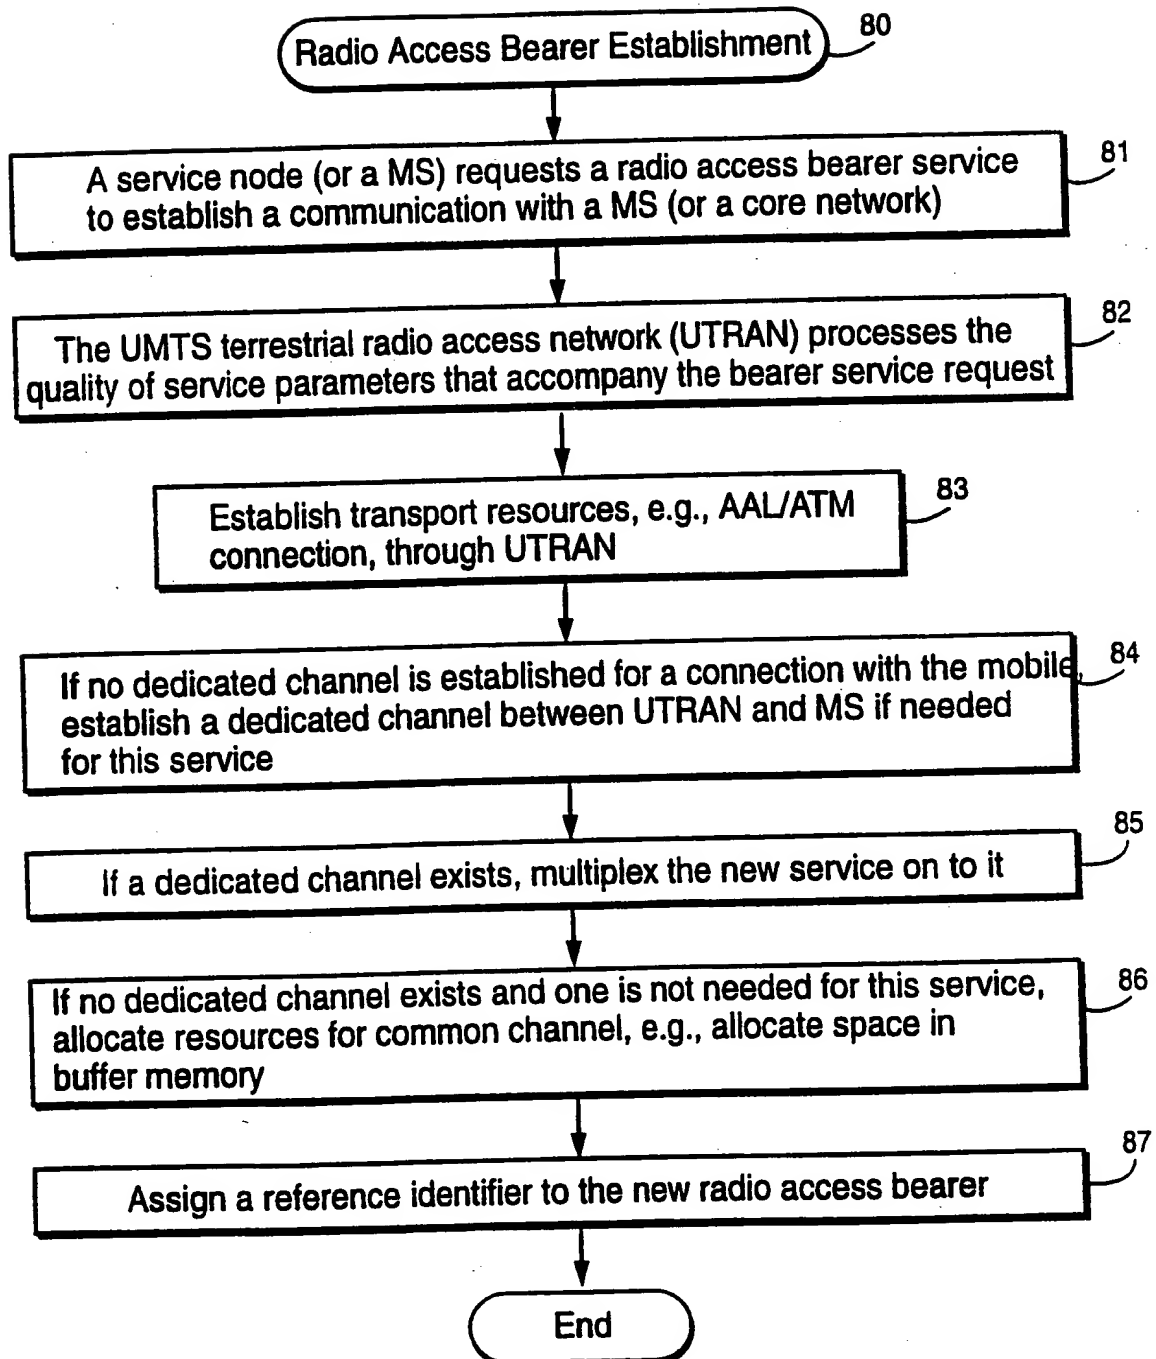 Radio Access Bearer Establishment
80
A service node (or a MS) requests a radio access bearer service
to establish a communication with a MS (or a core network)
81
The UMTS terrestrial radio access network (UTRAN) processes the
quality of service parameters that accompany the bearer service request
82
Establish transport resources, e.g., AAL/ATM
connection, through UTRAN
83
If no dedicated channel is established for a connection with the mobile,
establish a dedicated channel between UTRAN and MS if needed
for this service
84
If a dedicated channel exists, multiplex the new service on to it
85
If no dedicated channel exists and one is not needed for this service,
allocate resources for common channel, e.g., allocate space in
buffer memory
86
Assign a reference identifier to the new radio access bearer
87
End